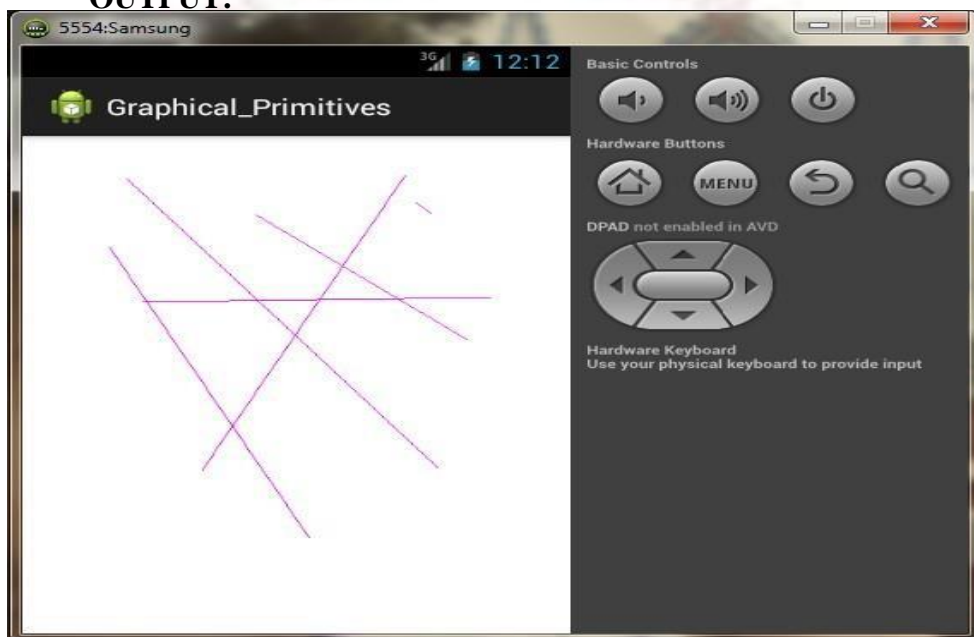 OUTPUT:
5554:Samsung
3G 12:12
Graphical_Primitives
Basic Controls
Hardware Buttons
MENU
DPAD not enabled in AVD
Hardware Keyboard
Use your physical keyboard to provide input